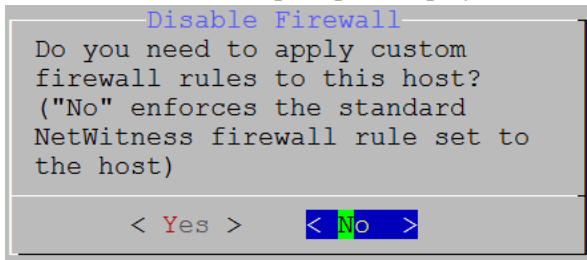 Disable Firewall
Do you need to apply custom
firewall rules to this host?
("No" enforces the standard
NetWitness firewall rule set to
the host)
< Yes > < No >